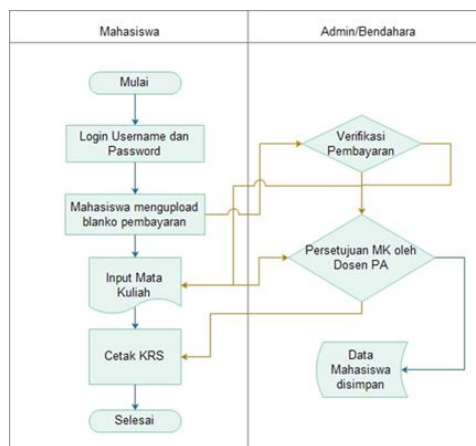 Mahasiswa
Admin/Bendahara
Mulai
Login Username dan
Password
Verifikasi
Pembayaran
Mahasiswa mengupload
blanko pembayaran
Input Mata
Kuliah
Persetujuan MK oleh
Dosen PA
Cetak KRS
Data
Mahasiswa
disimpan
Selesai